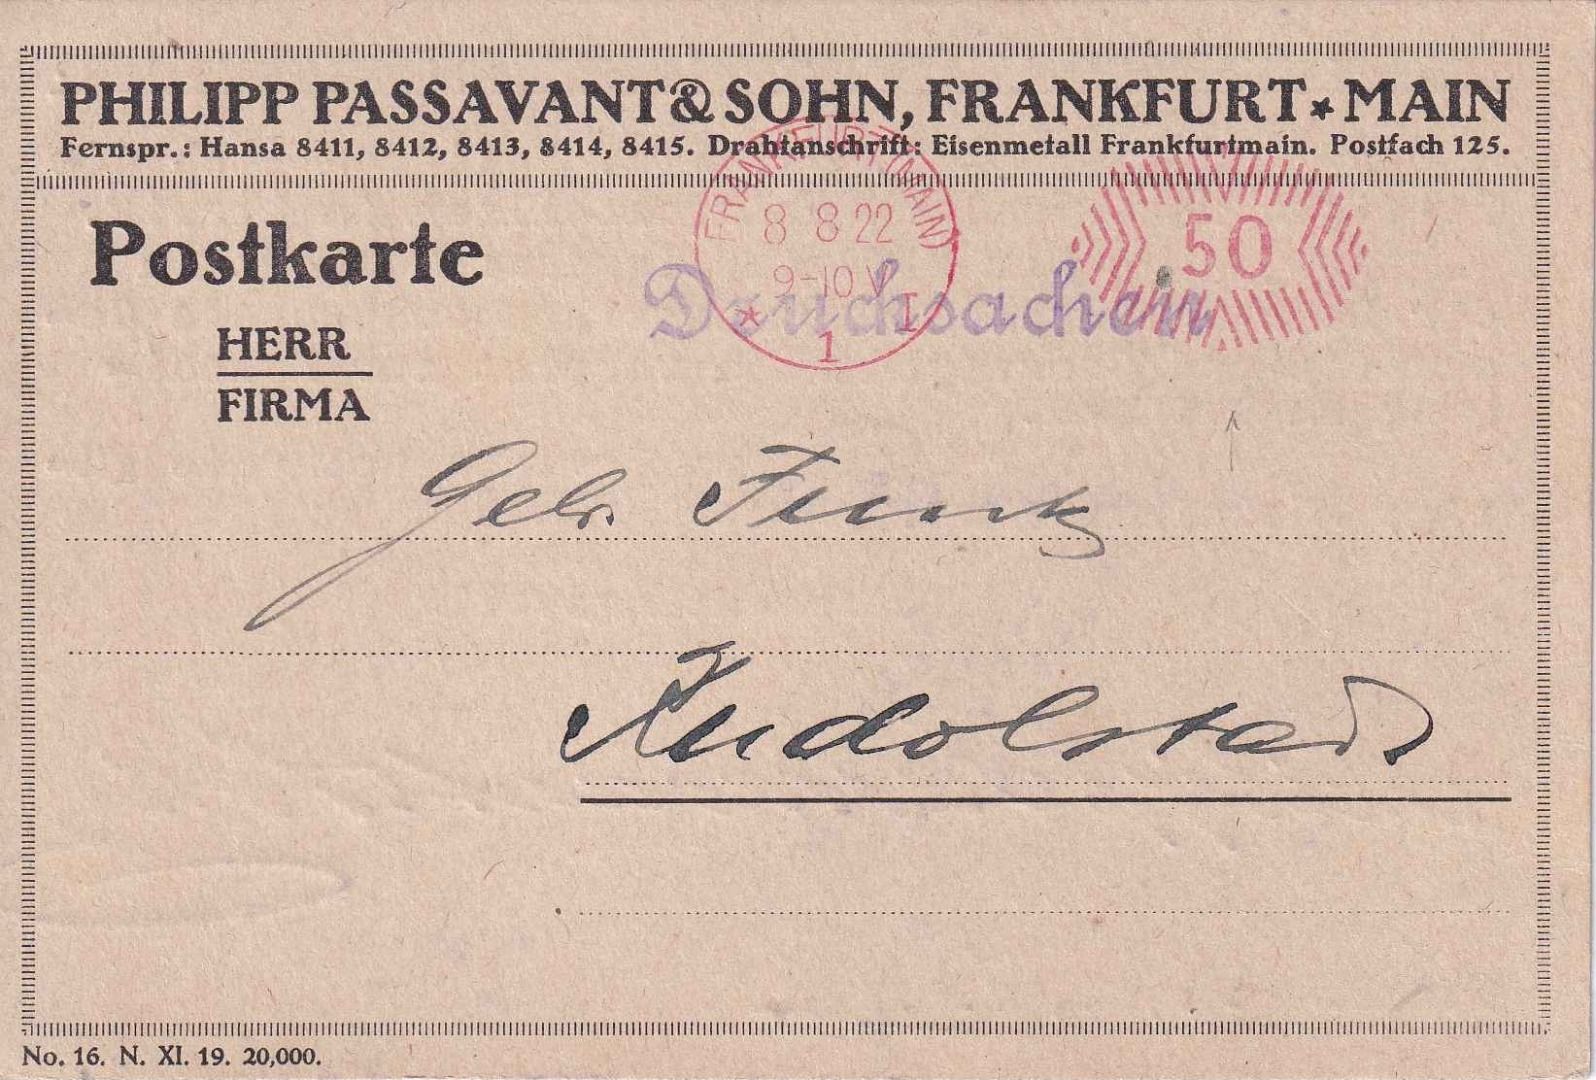 PHILIPP PASSAVANT & SOHN, FRANKFURT * MAIN
Fernspr.: Hansa 8411, 8412, 8413, 8414, 8415. Drahtanschrift: Eisenmetall Frankfurtmain. Postfach 125.
Postkarte
FRANKFURT (MAIN)
8 8 22
9-10 V
* 1 I
50
Drucksachen
HERR
FIRMA
Gebr. Funk
Rudolstadt
No. 16. N. XI. 19. 20,000.